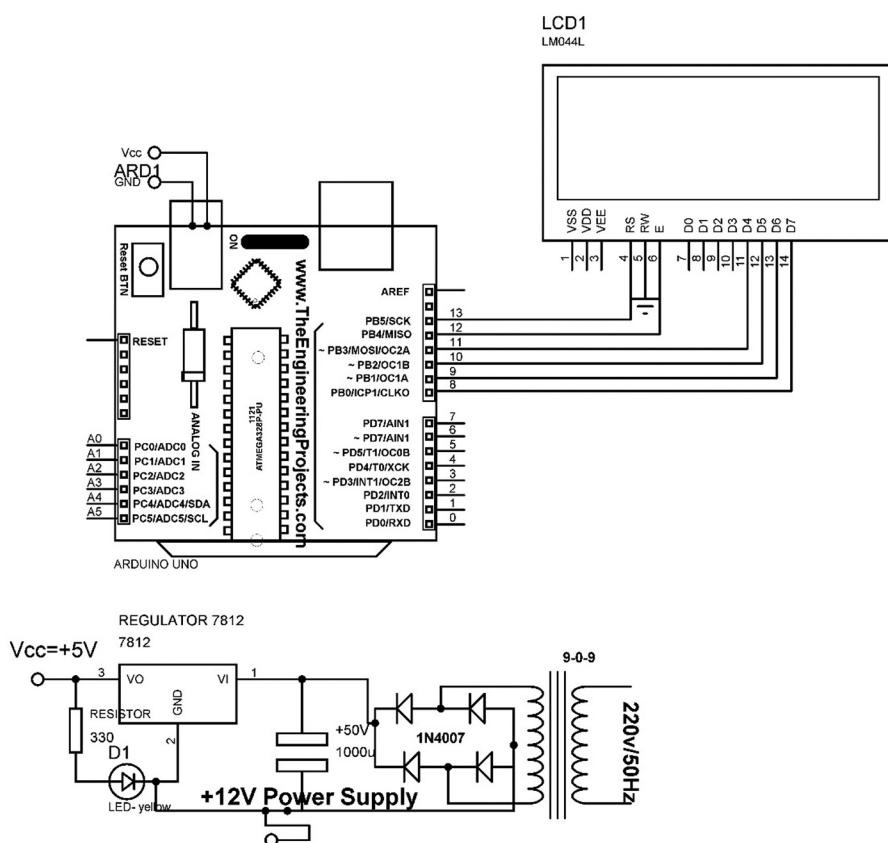 LCD1
LM044L
VSS
VDD
VEE
RS
RW
E
D0
D1
D2
D3
D4
D5
D6
D7
1
2
3
4
5
6
7
8
9
10
11
12
13
14
Vcc
ARD1
GND
Reset BTN
ON
www.TheEngineeringProjects.com
AREF
PB5/SCK 13
PB4/MISO 12
~ PB3/MOSI/OC2A 11
~ PB2/OC1B 10
~ PB1/OC1A 9
PB0/ICP1/CLKO 8
RESET
ANALOG IN
1121
ATMEGA328P-PU
PD7/AIN1 7
~ PD7/AIN1 6
~ PD5/T1/OC0B 5
PD4/T0/XCK 4
~ PD3/INT1/OC2B 3
PD2/INT0 2
PD1/TXD 1
PD0/RXD 0
A0 PC0/ADC0
A1 PC1/ADC1
A2 PC2/ADC2
A3 PC3/ADC3
A4 PC4/ADC4/SDA
A5 PC5/ADC5/SCL
ARDUINO UNO
REGULATOR 7812
7812
Vcc=+5V
3 VO VI 1
GND
2
RESISTOR
330
D1
LED- yellow
+50V
1000u
1N4007
9-0-9
220v/50Hz
+12V Power Supply